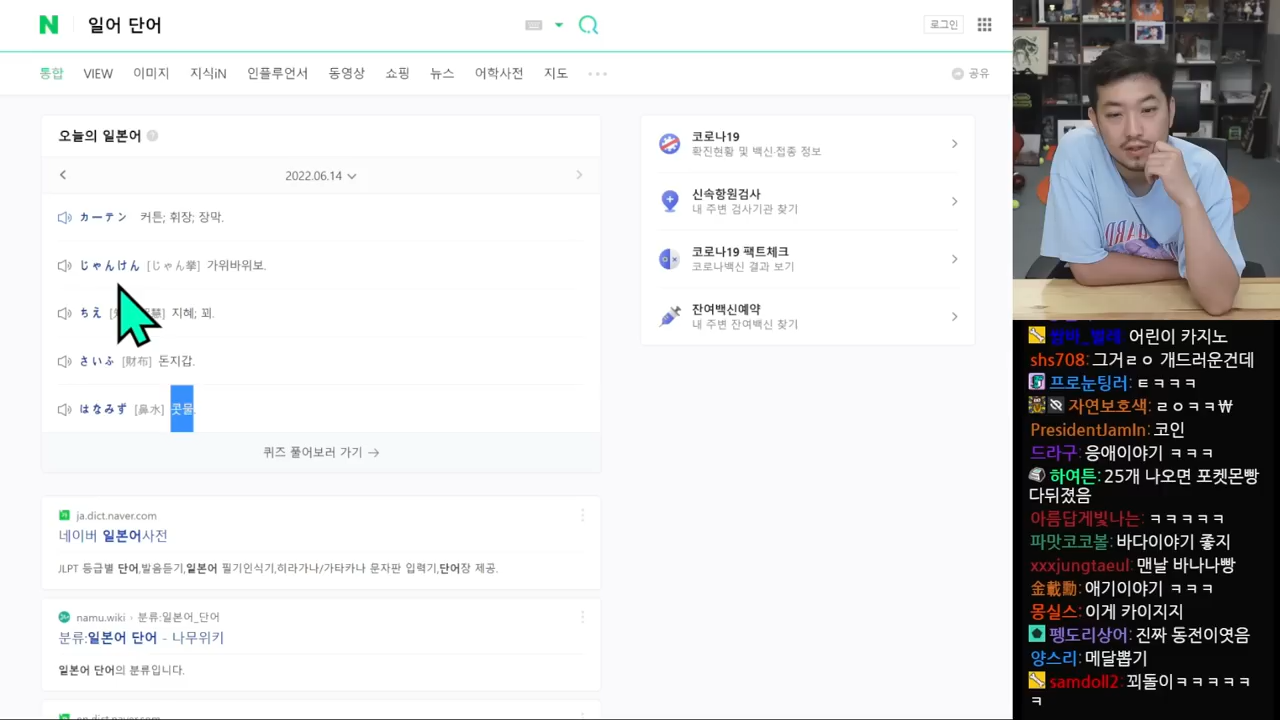 N 일어 단어
로그인
통합 VIEW 이미지 지식iN 인플루언서 동영상 쇼핑 뉴스 어학사전 지도
공유
오늘의 일본어
2022.06.14
カーテン 커튼; 휘장; 장막.
じゃんけん [じゃん拳] 가위바위보.
ちえ 지혜; 꾀.
さいふ [財布] 돈지갑.
はなみず [鼻水] 콧물.
퀴즈 풀어보러 가기 →
ja.dict.naver.com
네이버 일본어사전
JLPT 등급별 단어,발음듣기,일본어 필기인식기,히라가나/가타카나 문자판 입력기,단어장 제공.
namu.wiki › 분류:일본어_단어
분류:일본어 단어 - 나무위키
일본어 단어의 분류입니다.
코로나19
확진현황 및 백신·접종 정보
신속항원검사
내 주변 검사기관 찾기
코로나19 팩트체크
코로나백신 결과 보기
잔여백신예약
내 주변 잔여백신 찾기
어린이 카지노
shs708: 그거ㄹㅇ 개드러운건데
프로눈팅러: ㅌㅋㅋㅋ
자연보호색: ㄹㅇㅋㅋ₩
PresidentJamIn: 코인
드라구: 응애이야기 ㅋㅋㅋ
하여튼: 25개 나오면 포켓몬빵
다뒤졌음
아름답게빛나는: ㅋㅋㅋㅋㅋ
파맛코코볼: 바다이야기 좋지
xxxjungtaeul: 맨날 바나나빵
金載勳: 애기이야기 ㅋㅋㅋ
몽실스: 이게 카이지지
펭도리상어: 진짜 동전이엿음
양스리: 메달뽑기
samdoll2: 꾀돌이ㅋㅋㅋㅋㅋ
ㅋ